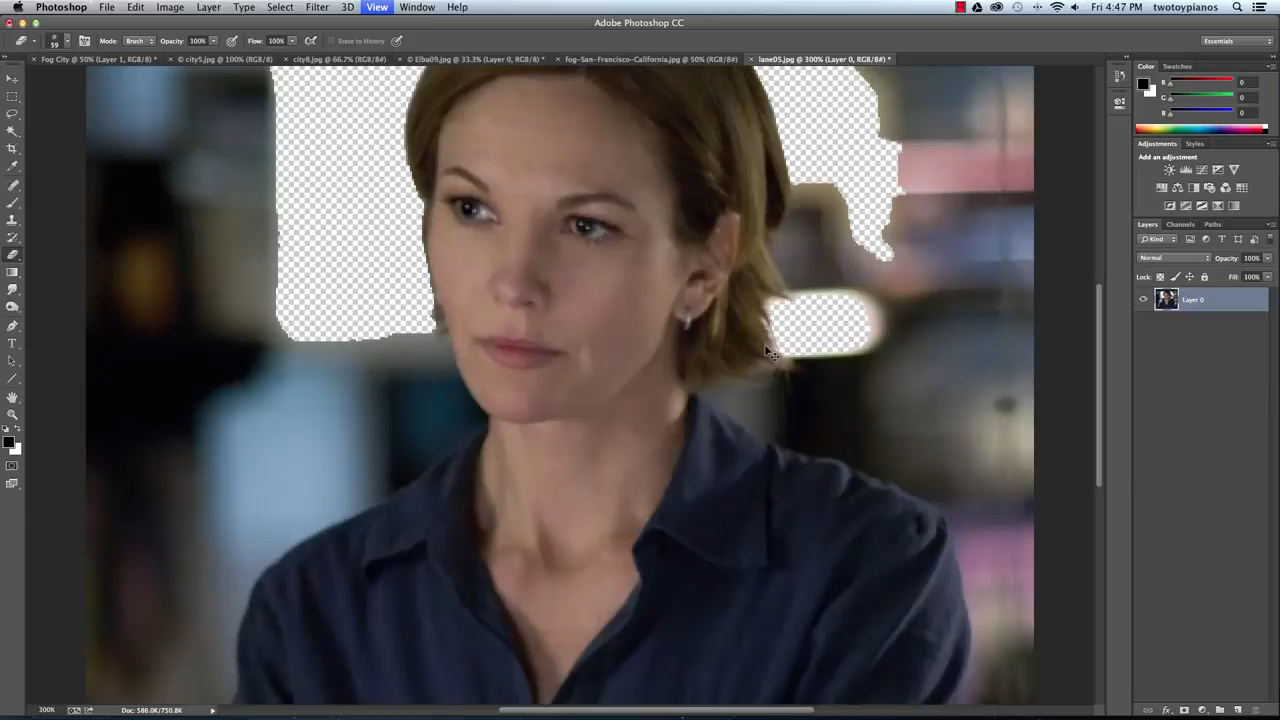 Photoshop File Edit Image Layer Type Select Filter 3D View Window Help Fri 4:47 PM twotoypianos
Adobe Photoshop CC
59 Mode: Brush Opacity: 100% Flow: 100% Erase to History Essentials
Fog City @ 50% (Layer 1, RGB/8) * © city5.jpg @ 100% (RGB/8) city8.jpg @ 66.7% (RGB/8#) © Elba09.jpg @ 33.3% (Layer 0, RGB/8#) * fog-San-Francisco-California.jpg @ 50% (RGB/8#) lane05.jpg @ 300% (Layer 0, RGB/8#) *
Color Swatches
R 0
G 0
B 0
Adjustments Styles
Add an adjustment
Layers Channels Paths
Kind
Normal Opacity: 100%
Lock: Fill: 100%
Layer 0
300% Doc: 586.0K/750.8K